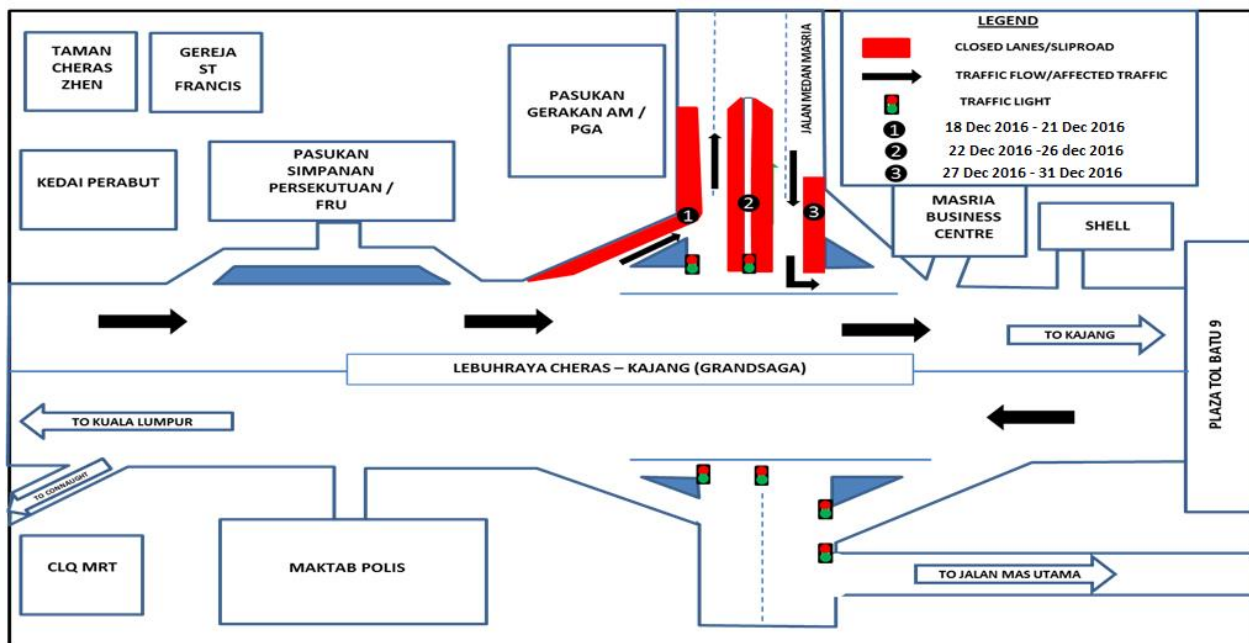 TAMAN
CHERAS
ZHEN
GEREJA
ST
FRANCIS
PASUKAN
GERAKAN AM /
PGA
JALAN MEDAN MASRIA
LEGEND
CLOSED LANES/SLIPROAD
TRAFFIC FLOW/AFFECTED TRAFFIC
TRAFFIC LIGHT
1 18 Dec 2016 - 21 Dec 2016
2 22 Dec 2016 -26 dec 2016
3 27 Dec 2016 - 31 Dec 2016
KEDAI PERABUT
PASUKAN
SIMPANAN
PERSEKUTUAN /
FRU
1
2
3
MASRIA
BUSINESS
CENTRE
SHELL
TO KAJANG
PLAZA TOL BATU 9
LEBUHRAYA CHERAS – KAJANG (GRANDSAGA)
TO KUALA LUMPUR
TO CONNAUGHT
CLQ MRT
MAKTAB POLIS
TO JALAN MAS UTAMA